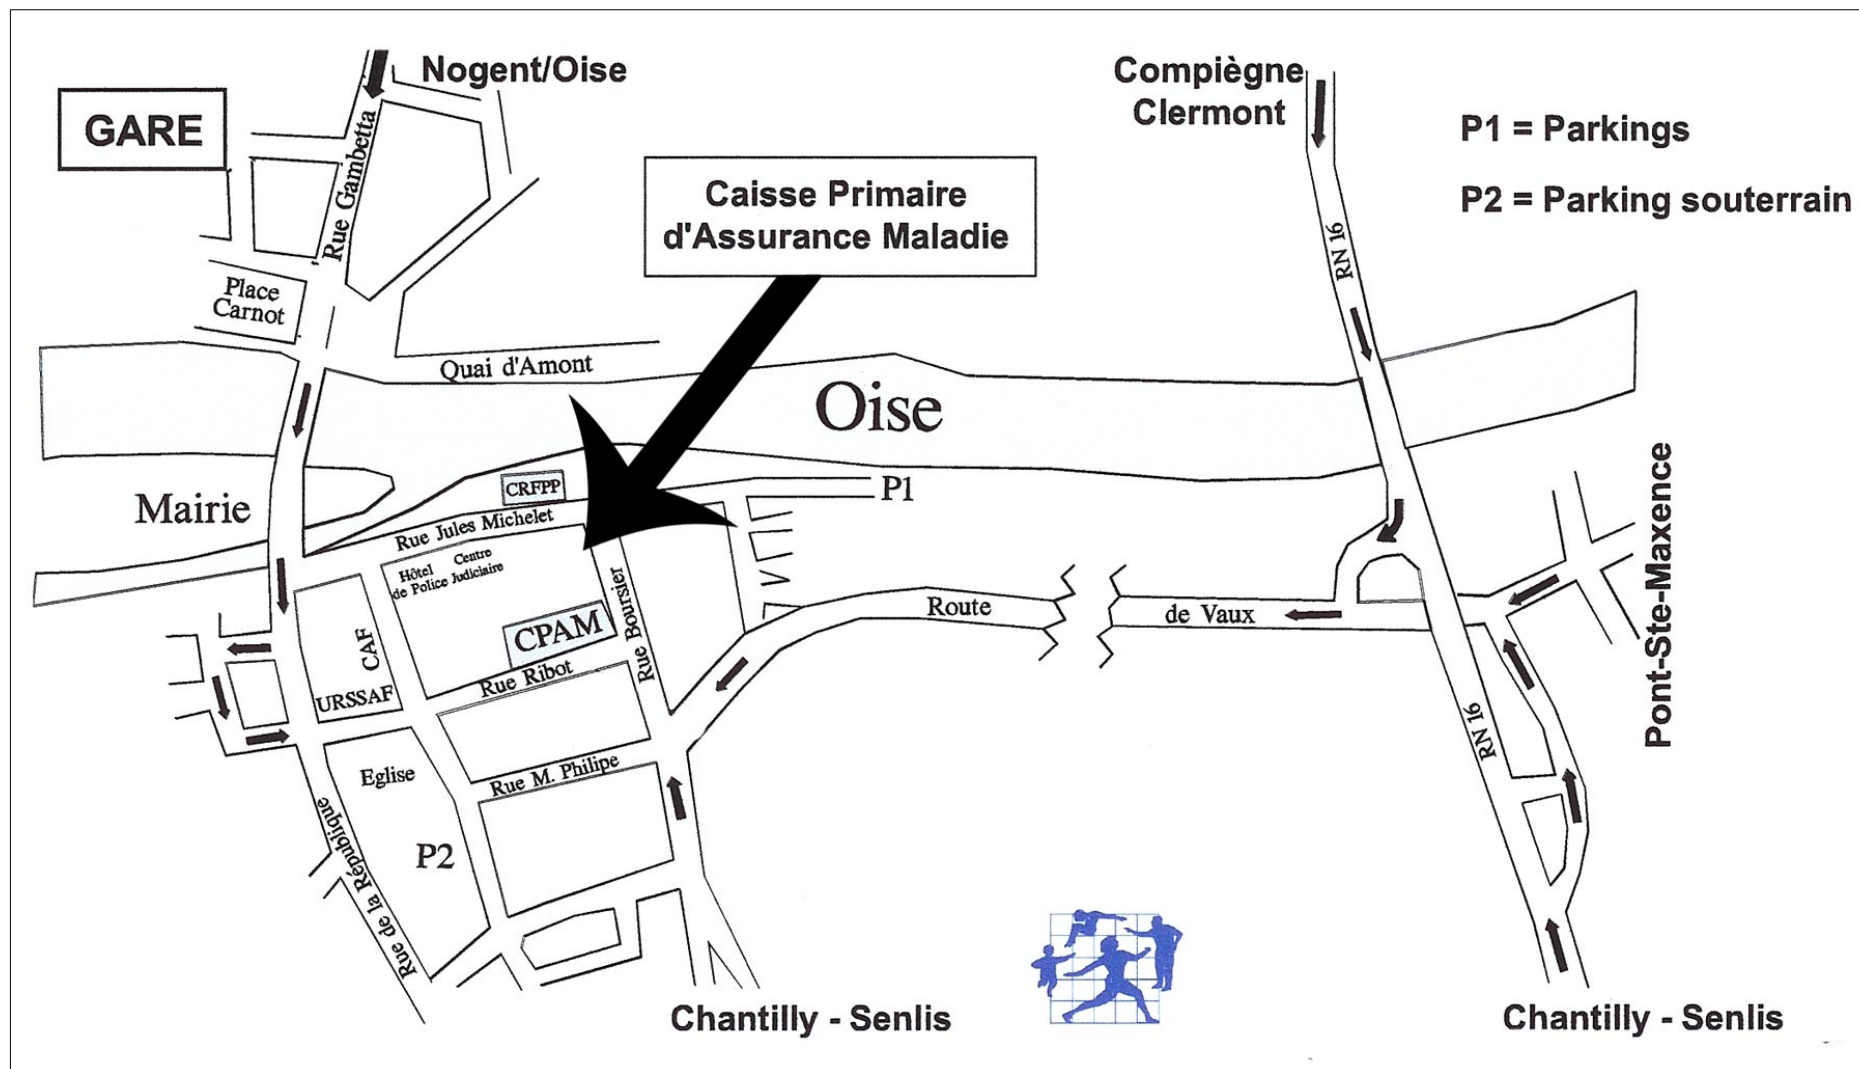 Nogent/Oise
GARE
Rue Gambetta
Compiègne
Clermont
P1 = Parkings
P2 = Parking souterrain
Caisse Primaire
d'Assurance Maladie
RN 16
Place
Carnot
Quai d'Amont
Oise
Mairie
CRFPP
P1
Rue Jules Michelet
Hôtel Centre
de Police Judiciaire
Rue Boursier
CPAM
Rue Ribot
CAF
URSSAF
Route
de Vaux
Pont-Ste-Maxence
RN 16
Eglise
Rue M. Philipe
P2
Rue de la République
Chantilly - Senlis
Chantilly - Senlis